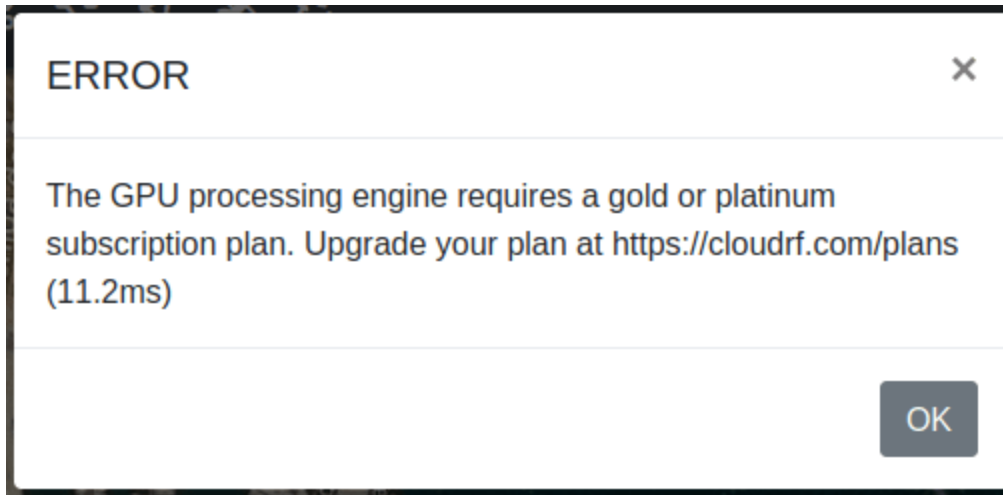 ERROR ×
The GPU processing engine requires a gold or platinum
subscription plan. Upgrade your plan at https://cloudrf.com/plans
(11.2ms)
OK